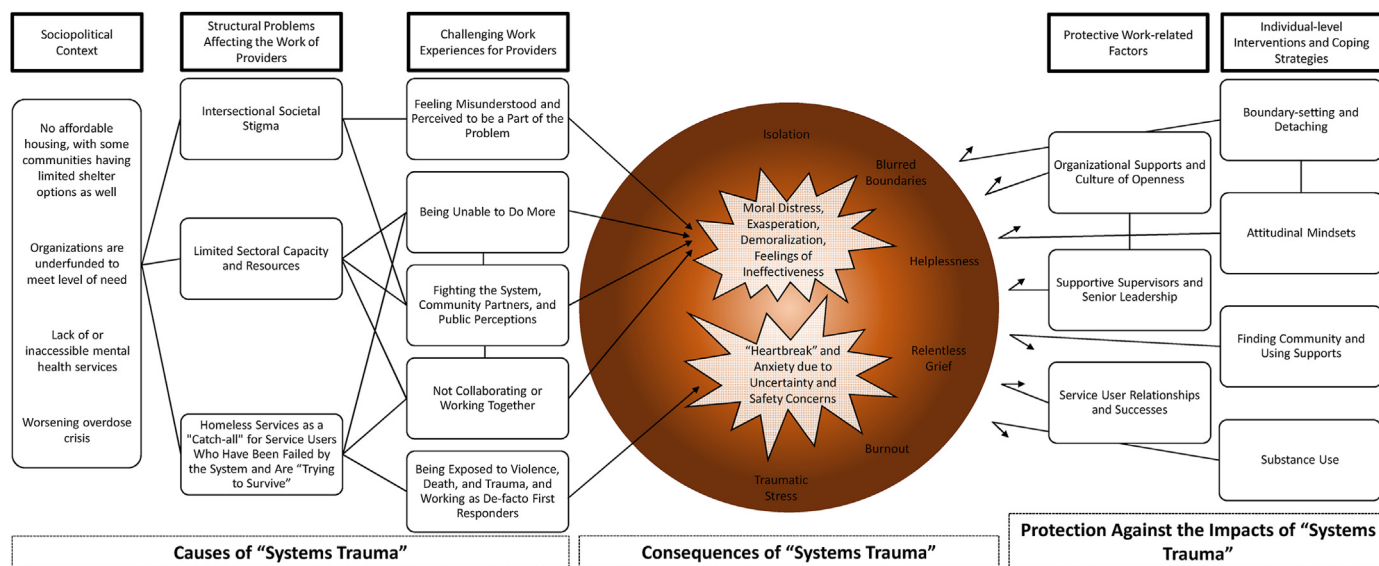 Sociopolitical
Context
Structural Problems
Affecting the Work of
Providers
Challenging Work
Experiences for Providers
Protective Work-related
Factors
Individual-level
Interventions and Coping
Strategies
No affordable
housing, with some
communities having
limited shelter
options as well
Organizations are
underfunded to
meet level of need
Lack of or
inaccessible mental
health services
Worsening overdose
crisis
Intersectional Societal
Stigma
Limited Sectoral Capacity
and Resources
Homeless Services as a
"Catch-all" for Service Users
Who Have Been Failed by
the System and Are “Trying
to Survive”
Feeling Misunderstood and
Perceived to be a Part of the
Problem
Being Unable to Do More
Fighting the System,
Community Partners, and
Public Perceptions
Not Collaborating or
Working Together
Being Exposed to Violence,
Death, and Trauma, and
Working as De-facto First
Responders
Isolation
Blurred
Boundaries
Helplessness
Relentless
Grief
Burnout
Traumatic
Stress
Moral Distress,
Exasperation,
Demoralization,
Feelings of
Ineffectiveness
“Heartbreak” and
Anxiety due to
Uncertainty and
Safety Concerns
Organizational Supports and
Culture of Openness
Supportive Supervisors and
Senior Leadership
Service User Relationships
and Successes
Boundary-setting and
Detaching
Attitudinal Mindsets
Finding Community and
Using Supports
Substance Use
Causes of “Systems Trauma”
Consequences of “Systems Trauma”
Protection Against the Impacts of “Systems
Trauma”